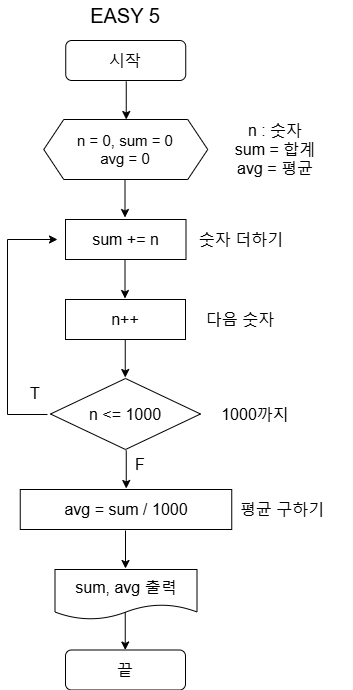 EASY 5
시작
n = 0, sum = 0
avg = 0
n : 숫자
sum = 합계
avg = 평균
sum += n
숫자 더하기
n++
다음 숫자
T
n <= 1000
1000까지
F
avg = sum / 1000
평균 구하기
sum, avg 출력
끝